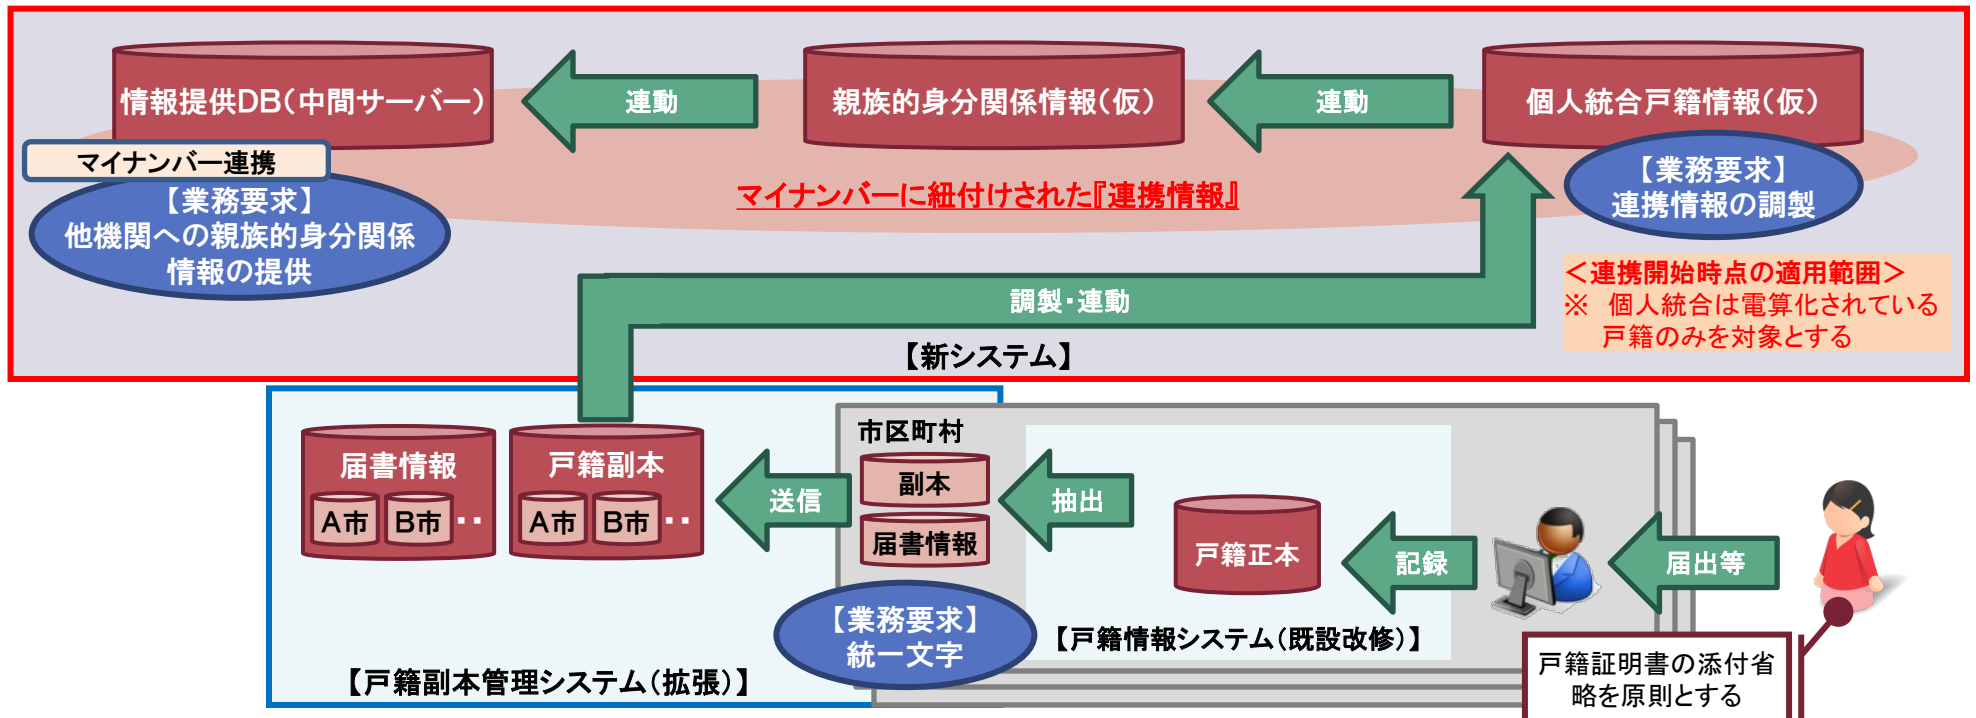 情報提供DB(中間サーバー)
連動
親族的身分関係情報(仮)
連動
個人統合戸籍情報(仮)
マイナンバー連携
【業務要求】
他機関への親族的身分関係
情報の提供
マイナンバーに紐付けされた『連携情報』
【業務要求】
連携情報の調製
<連携開始時点の適用範囲>
※ 個人統合は電算化されている
戸籍のみを対象とする
調製・連動
【新システム】
届書情報
A市
B市
・・
戸籍副本
A市
B市
・・
送信
市区町村
副本
届書情報
抽出
戸籍正本
記録
届出等
【業務要求】
統一文字
【戸籍情報システム(既設改修)】
【戸籍副本管理システム(拡張)】
戸籍証明書の添付省
略を原則とする